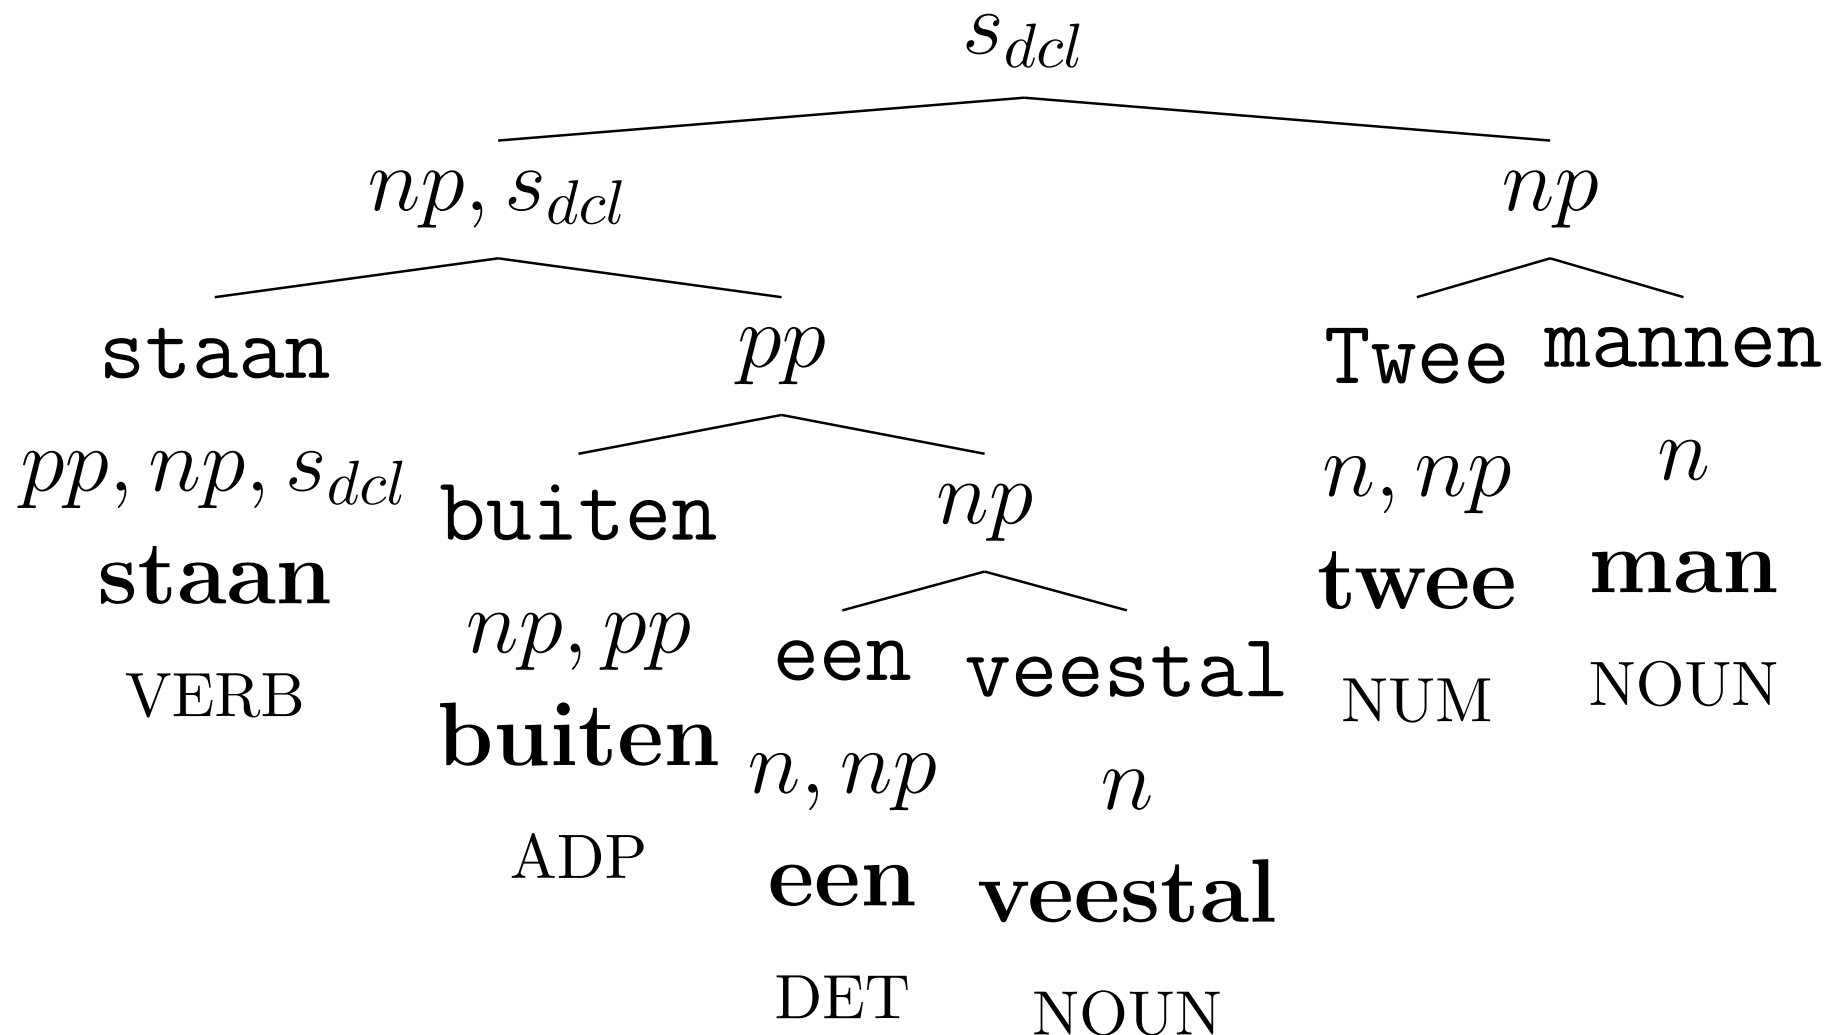 s_dcl
np, s_dcl np
staan pp Twee mannen
pp, np, s_dcl buiten np n, np n
staan np, pp een veestal twee man
VERB buiten n, np n NUM NOUN
ADP een veestal
DET NOUN